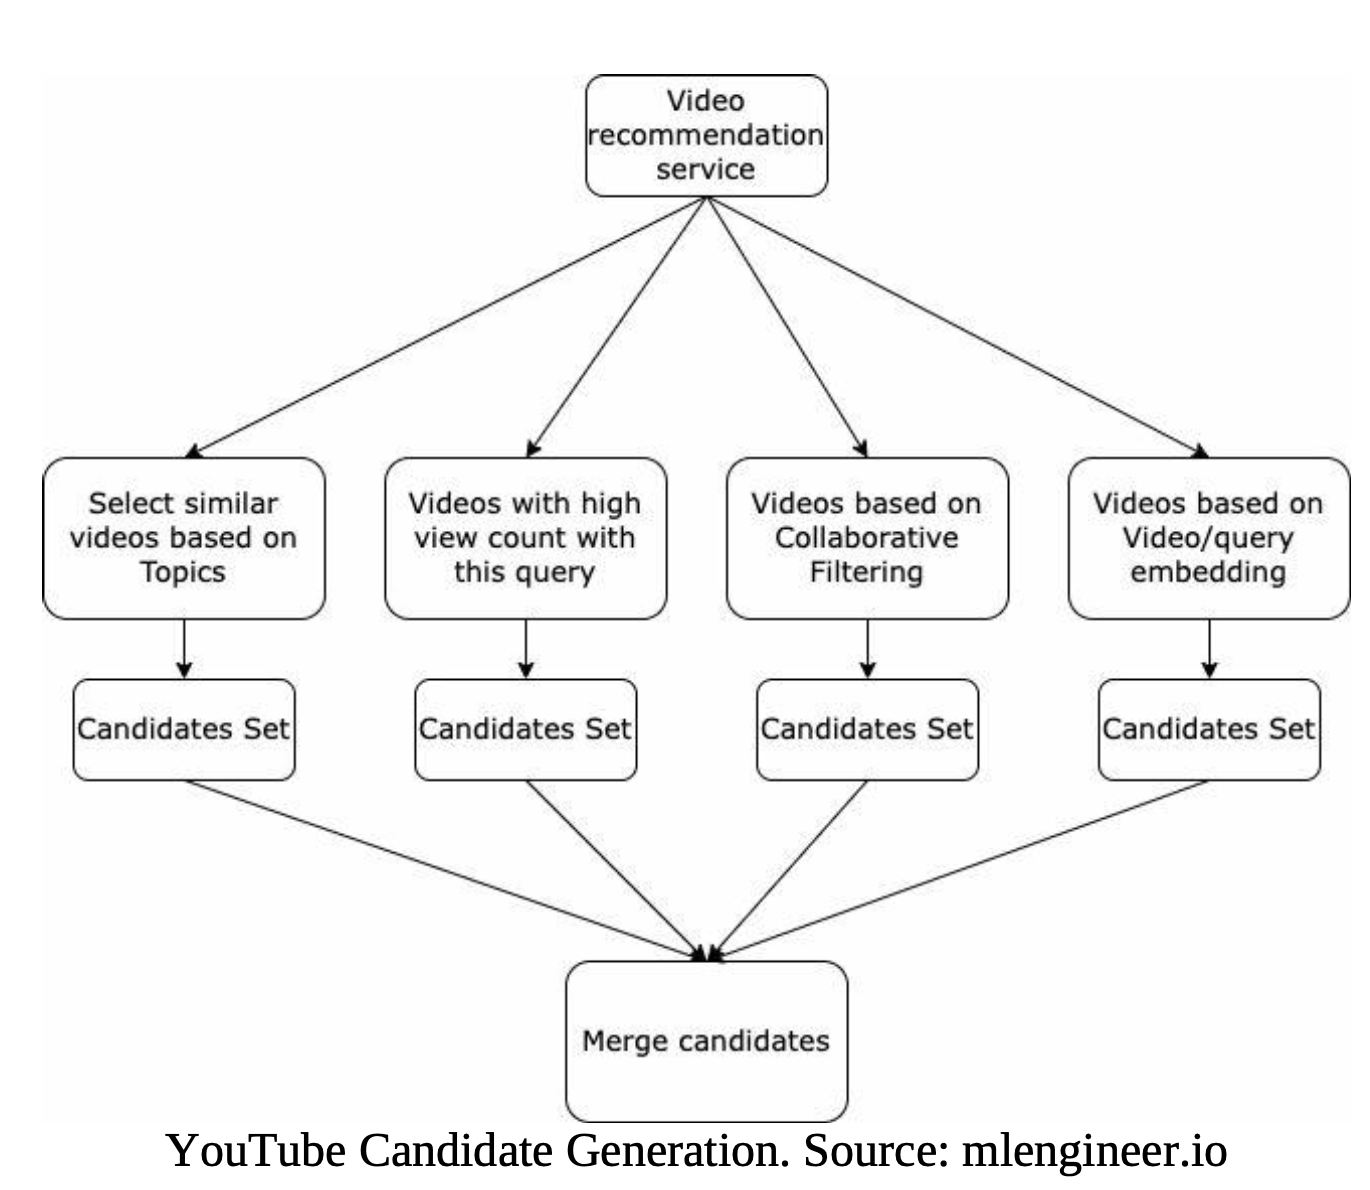 Video
recommendation
service
Select similar
videos based on
Topics
Videos with high
view count with
this query
Videos based on
Collaborative
Filtering
Videos based on
Video/query
embedding
Candidates Set
Candidates Set
Candidates Set
Candidates Set
Merge candidates
YouTube Candidate Generation. Source: mlengineer.io